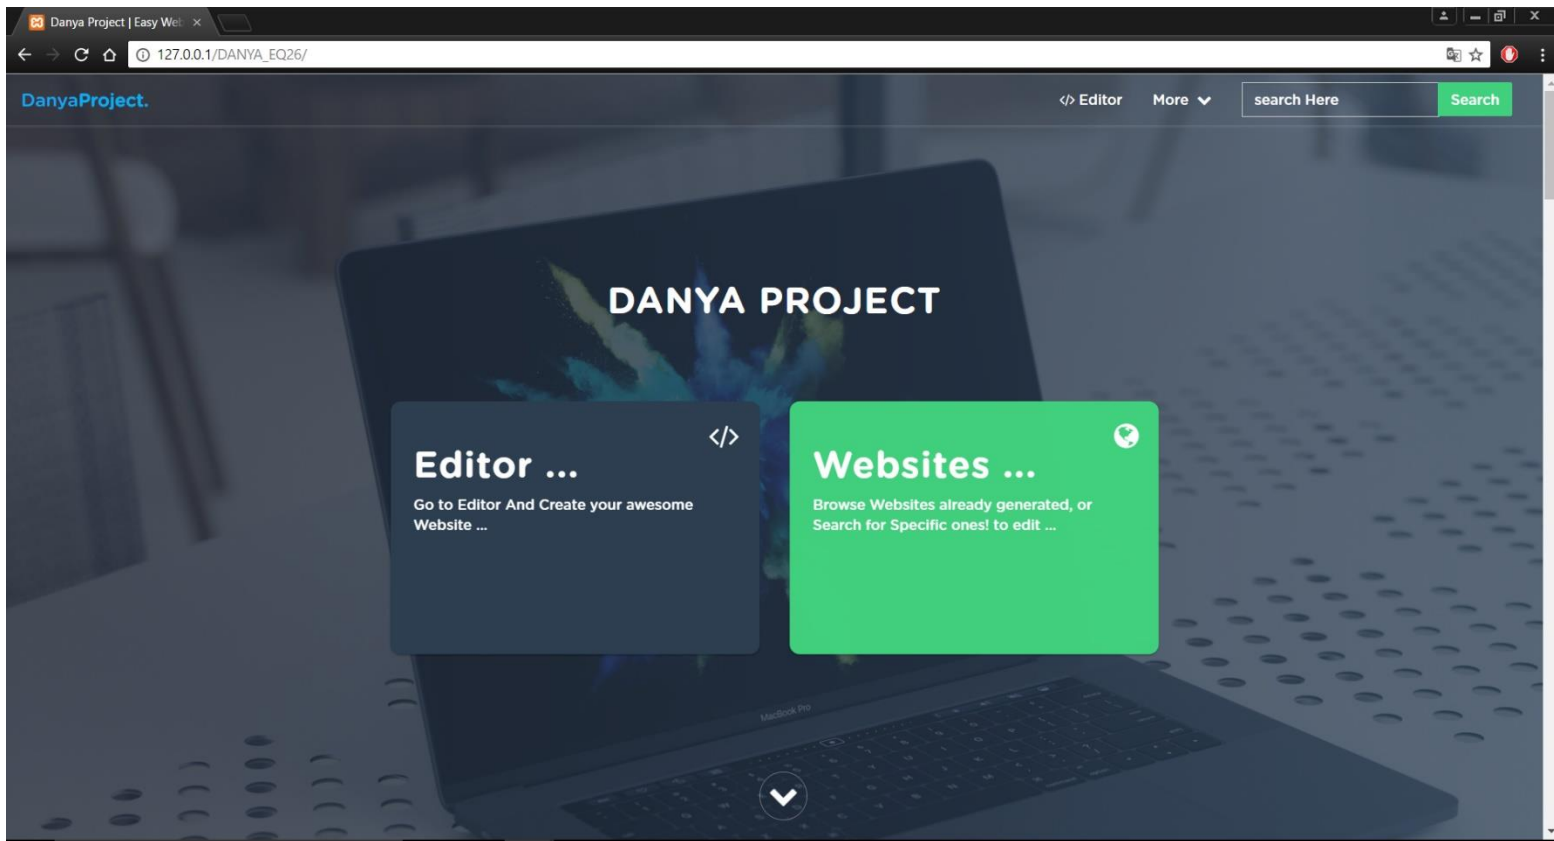 Danya Project | Easy Web
127.0.0.1/DANYA_EQ26/
DanyaProject.
</> Editor
More
search Here
Search
DANYA PROJECT
</>
Editor ...
Go to Editor And Create your awesome
Website ...
Websites ...
Browse Websites already generated, or
Search for Specific ones! to edit ...
MacBook Pro